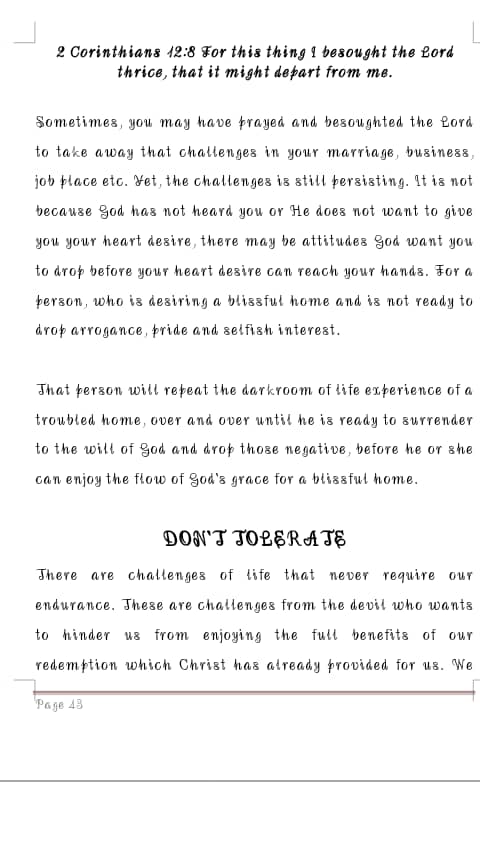 2 Corinthians 12:8 For this thing I besought the Lord
thrice, that it might depart from me.
Sometimes, you may have prayed and besoughted the Lord
to take away that challenges in your marriage, business,
job place etc. Yet, the challenges is still persisting. It is not
because God has not heard you or He does not want to give
you your heart desire, there may be attitudes God want you
to drop before your heart desire can reach your hands. For a
person, who is desiring a blissful home and is not ready to
drop arrogance, pride and selfish interest.
That person will repeat the darkroom of life experience of a
troubled home, over and over until he is ready to surrender
to the will of God and drop those negative, before he or she
can enjoy the flow of God's grace for a blissful home.
DON'T TOLERATE
There are challenges of life that never require our
endurance. These are challenges from the devil who wants
to hinder us from enjoying the full benefits of our
redemption which Christ has already provided for us. We
Page 43